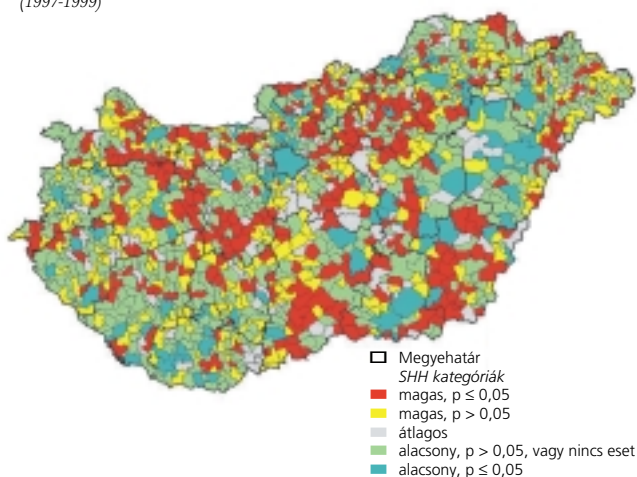 (1997-1999)
Megyehatár
SHH kategóriák
magas, p ≤ 0,05
magas, p > 0,05
átlagos
alacsony, p > 0,05, vagy nincs eset
alacsony, p ≤ 0,05